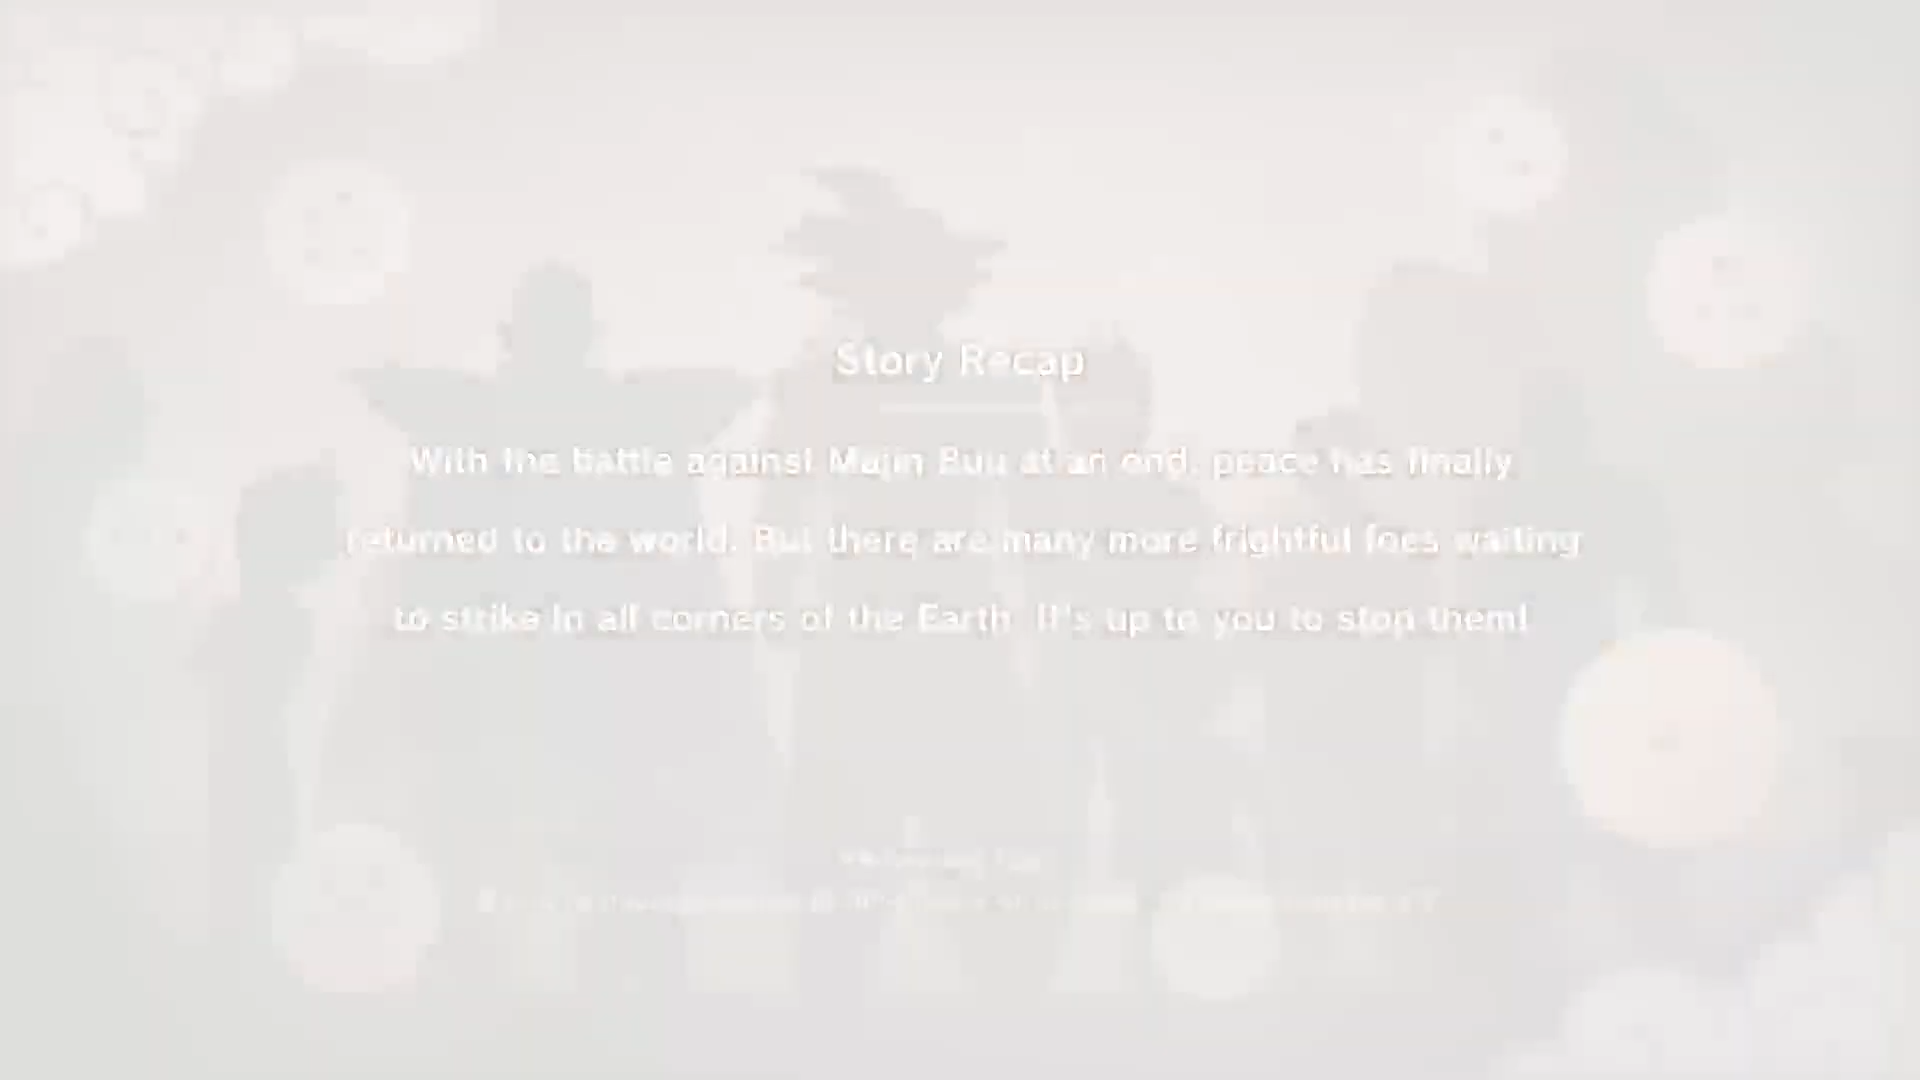 Story Recap
With the battle against Majin Buu at an end, peace has finally
returned to the world. But there are many more frightful foes waiting
to strike in all corners of the Earth. It's up to you to stop them!